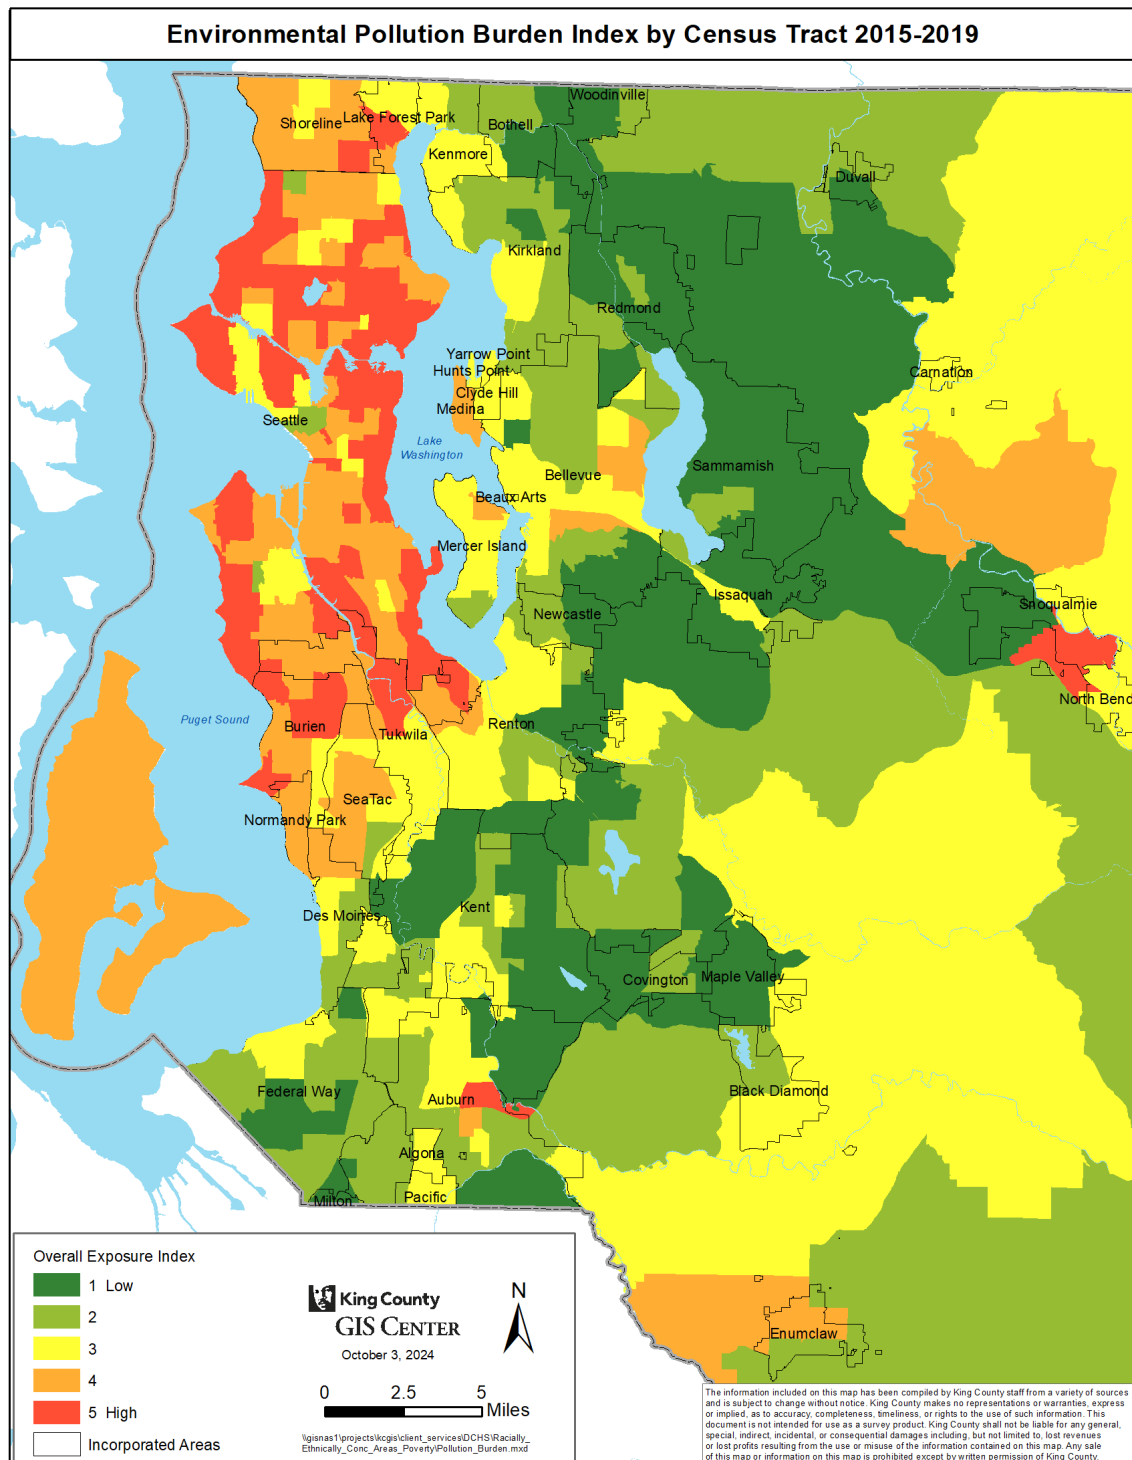 Environmental Pollution Burden Index by Census Tract 2015-2019
Woodinville
Shoreline
Lake Forest Park
Bothell
Kenmore
Duvall
Kirkland
Redmond
Yarrow Point
Hunts Point
Carnation
Clyde Hill
Medina
Seattle
Lake
Washington
Sammamish
Bellevue
Beaux Arts
Mercer Island
Issaquah
Snoqualmie
Newcastle
North Bend
Puget Sound
Burien
Renton
Tukwila
SeaTac
Normandy Park
Kent
Des Moines
Covington
Maple Valley
Federal Way
Auburn
Black Diamond
Algona
Pacific
Milton
Enumclaw
Overall Exposure Index
1 Low
2
3
4
5 High
Incorporated Areas
King County
GIS CENTER
October 3, 2024
N
0 2.5 5
Miles
\\gisnas1\projects\kcgis\client_services\DCHS\Racially_
Ethnically_Conc_Areas_Poverty\Pollution_Burden.mxd
The information included on this map has been compiled by King County staff from a variety of sources
and is subject to change without notice. King County makes no representations or warranties, express
or implied, as to accuracy, completeness, timeliness, or rights to the use of such information. This
document is not intended for use as a survey product. King County shall not be liable for any general,
special, indirect, incidental, or consequential damages including, but not limited to, lost revenues
or lost profits resulting from the use or misuse of the information contained on this map. Any sale
of this map or information on this map is prohibited except by written permission of King County.